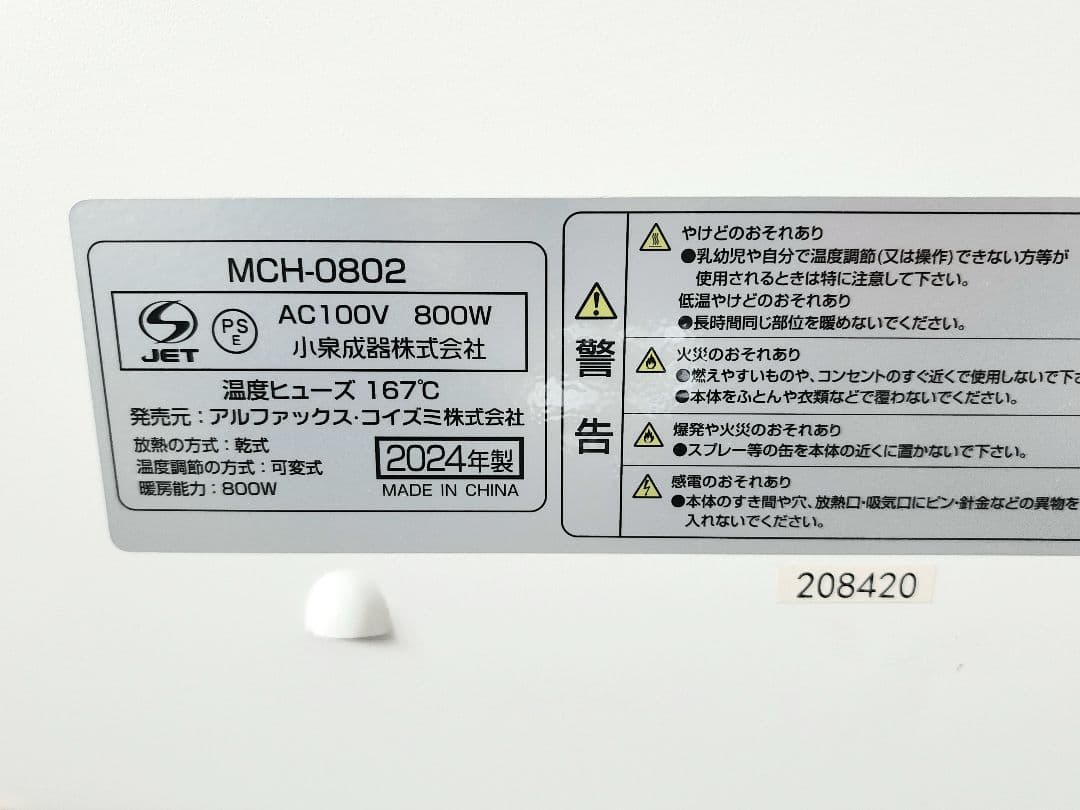 MCH-0802
JET
PS
E
AC100V 800W
小泉成器株式会社
温度ヒューズ 167℃
発売元:アルファックス・コイズミ株式会社
放熱の方式:乾式
温度調節の方式:可変式
暖房能力:800W
2024年製
MADE IN CHINA
警告
やけどのおそれあり
●乳幼児や自分で温度調節(又は操作)できない方等が
使用されるときは特に注意して下さい。
低温やけどのおそれあり
●長時間同じ部位を暖めないでください。
火災のおそれあり
●燃えやすいものや、コンセントのすぐ近くで使用しないで下
●本体をふとんや衣類などで覆わないでください。
爆発や火災のおそれあり
●スプレー等の缶を本体の近くに置かないで下さい。
感電のおそれあり
●本体のすき間や穴、放熱口・吸気口にピン・針金などの異物を
入れないでください。
208420